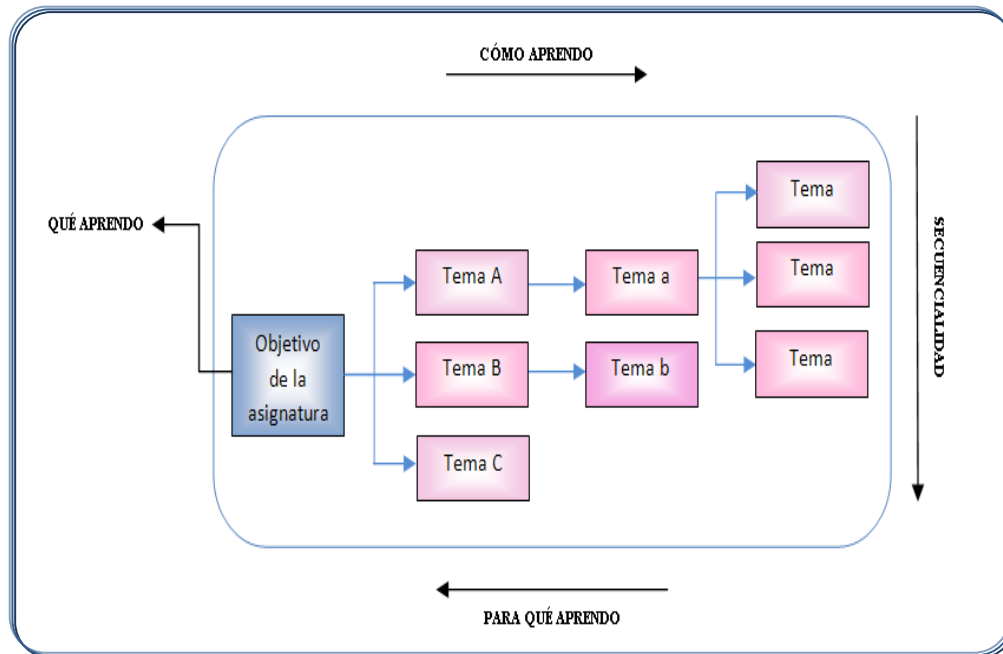 CÓMO APRENDO
Tema
QUÉ APRENDO
SECUENCIALIDAD
Tema A
Tema a
Tema
Objetivo
de la
asignatura
Tema B
Tema b
Tema
Tema C
PARA QUÉ APRENDO